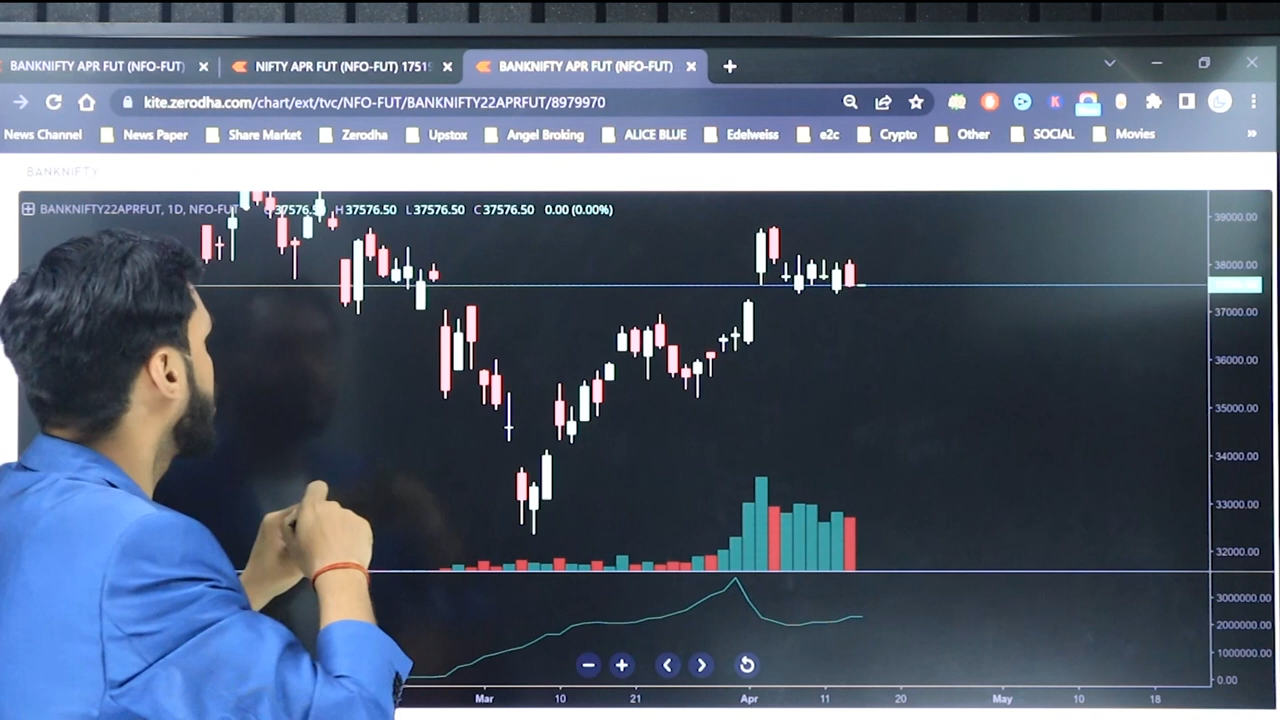 BANKNIFTY APR FUT (NFO-FUT) × NIFTY APR FUT (NFO-FUT) 1751 × BANKNIFTY APR FUT (NFO-FUT) × +
kite.zerodha.com/chart/ext/tvc/NFO-FUT/BANKNIFTY22APRFUT/8979970
News Channel News Paper Share Market Zerodha Upstox Angel Broking ALICE BLUE Edelweiss e2c Crypto Other SOCIAL Movies »
BANKNIFTY
BANKNIFTY22APRFUT, 1D, NFO-FUT 37576.50 H37576.50 L37576.50 C37576.50 0.00 (0.00%)
39000.00
38000.00
37000.00
36000.00
35000.00
34000.00
33000.00
32000.00
3000000.00
2000000.00
1000000.00
0.00
Mar 10 21 Apr 11 20 May 10 18